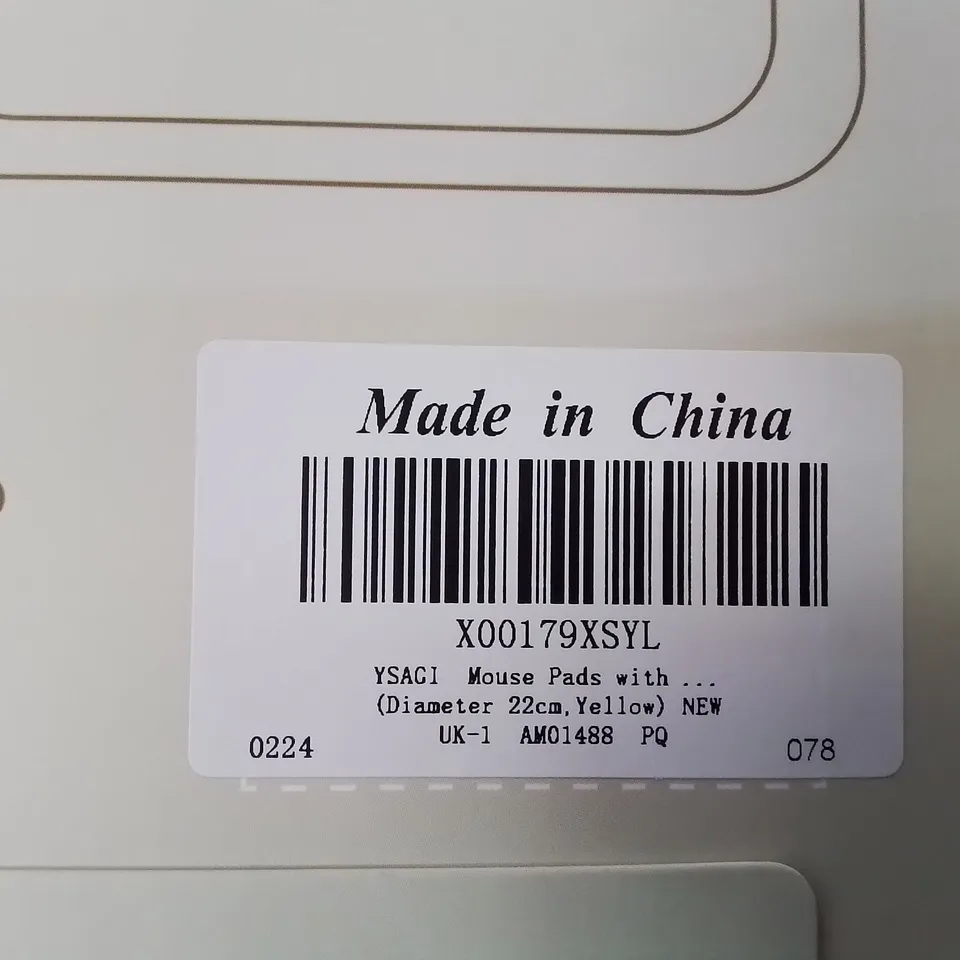 Made in China
X00179XSYL
YSAGI Mouse Pads with ...
(Diameter 22cm,Yellow) NEW
UK-1 AM01488 PQ
0224
078